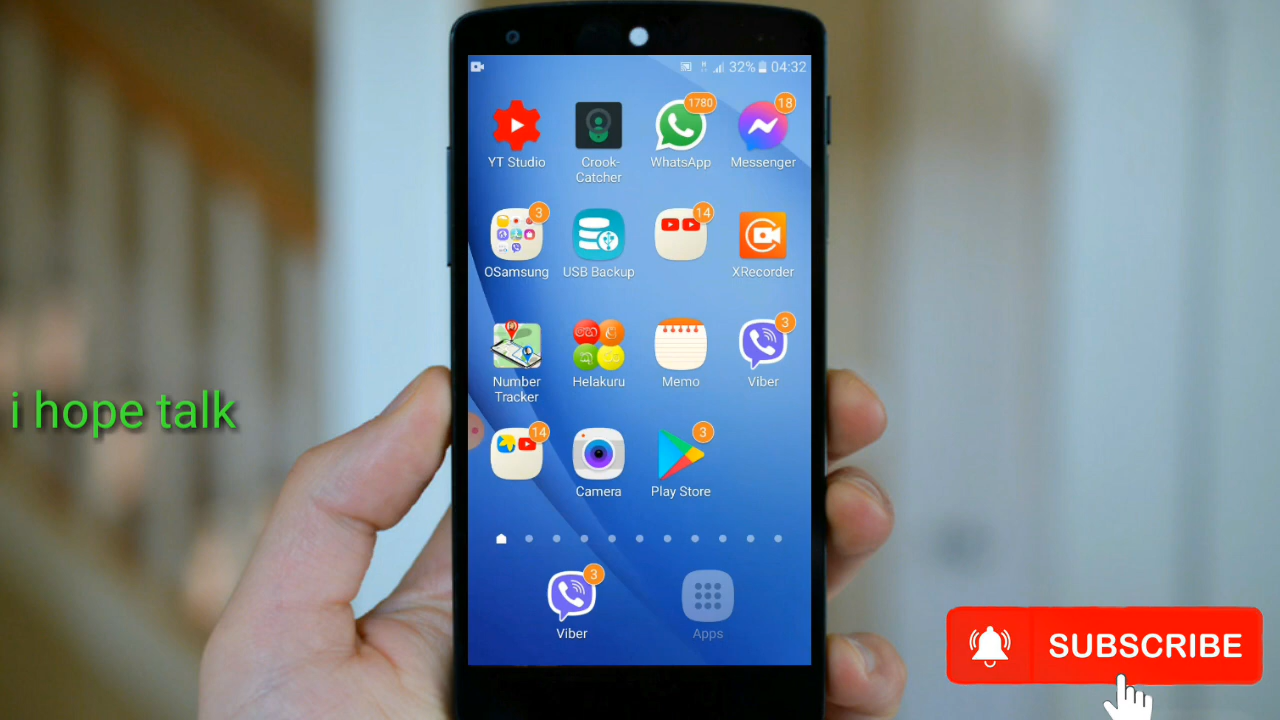 32% 04:32
1780
18
YT Studio
Crook-
Catcher
WhatsApp
Messenger
3
14
OSamsung
USB Backup
XRecorder
හෙ
ළ
කු
3
Number
Tracker
Helakuru
Memo
Viber
14
3
Camera
Play Store
i hope talk
3
Viber
Apps
SUBSCRIBE